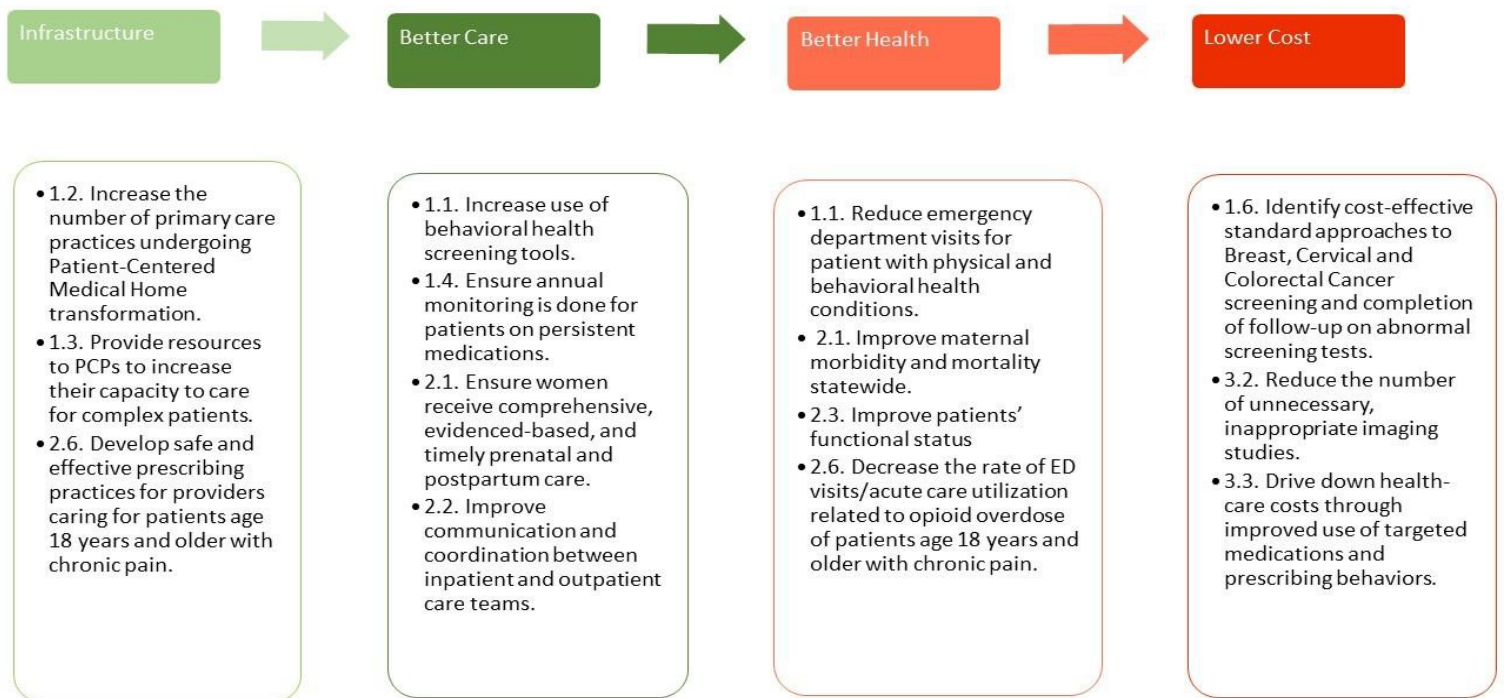 Infrastructure
Better Care
Better Health
Lower Cost
•1.2. Increase the
number of primary care
practices undergoing
Patient-Centered
Medical Home
transformation.
•1.3. Provide resources
to PCPs to increase
their capacity to care
for complex patients.
•2.6. Develop safe and
effective prescribing
practices for providers
caring for patients age
18 years and older with
chronic pain.
•1.1. Increase use of
behavioral health
screening tools.
•1.4. Ensure annual
monitoring is done for
patients on persistent
medications.
•2.1. Ensure women
receive comprehensive,
evidenced-based, and
timely prenatal and
postpartum care.
•2.2. Improve
communication and
coordination between
inpatient and outpatient
care teams.
•1.1. Reduce emergency
department visits for
patient with physical and
behavioral health
conditions.
• 2.1. Improve maternal
morbidity and mortality
statewide.
•2.3. Improve patients’
functional status
•2.6. Decrease the rate of ED
visits/acute care utilization
related to opioid overdose
of patients age 18 years and
older with chronic pain.
•1.6. Identify cost-effective
standard approaches to
Breast, Cervical and
Colorectal Cancer
screening and completion
of follow-up on abnormal
screening tests.
•3.2. Reduce the number
of unnecessary,
inappropriate imaging
studies.
•3.3. Drive down health-
care costs through
improved use of targeted
medications and
prescribing behaviors.